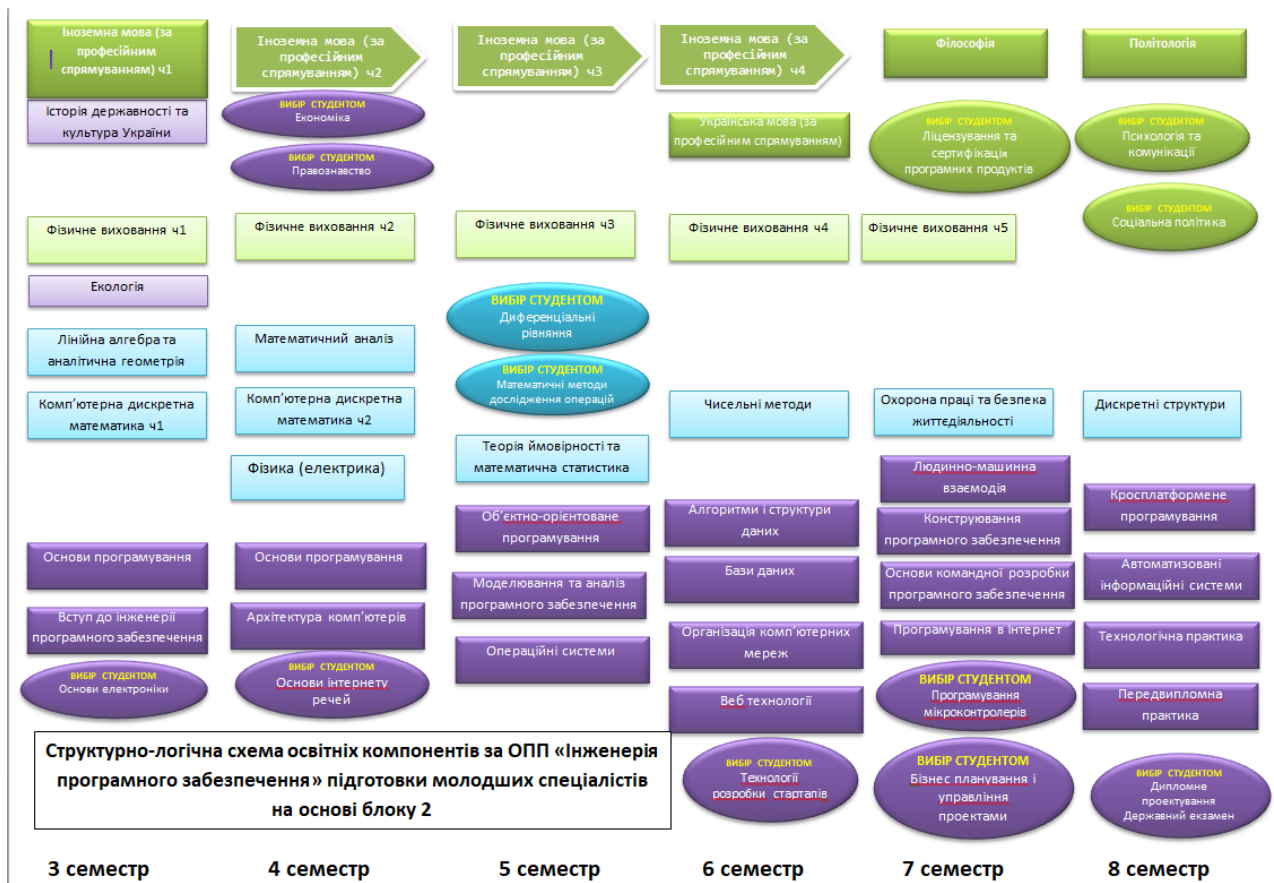 Іноземна мова (за
професійним
спрямуванням) ч1
Історія державності та
культура України
Фізичне виховання ч1
Екологія
Лінійна алгебра та
аналітична геометрія
Комп'ютерна дискретна
математика ч1
Основи програмування
Вступ до інженерії
програмного забезпечення
ВИБІР СТУДЕНТОМ
Основи електроніки
Іноземна мова (за
професійним
спрямуванням) ч2
ВИБІР СТУДЕНТОМ
Економіка
ВИБІР СТУДЕНТОМ
Правознавство
Фізичне виховання ч2
Математичний аналіз
Комп'ютерна дискретна
математика ч2
Фізика (електрика)
Основи програмування
Архітектура комп'ютерів
ВИБІР СТУДЕНТОМ
Основи інтернету
речей
Іноземна мова (за
професійним
спрямуванням) ч3
Фізичне виховання ч3
ВИБІР СТУДЕНТОМ
Диференціальні
рівняння
ВИБІР СТУДЕНТОМ
Математичні методи
дослідження операцій
Теорія ймовірності та
математична статистика
Об'єктно-орієнтоване
програмування
Моделювання та аналіз
програмного забезпечення
Операційні системи
Іноземна мова (за
професійним
спрямуванням) ч4
Українська мова (за
професійним спрямуванням)
Фізичне виховання ч4
Чисельні методи
Алгоритми і структури
даних
Бази даних
Організація комп'ютерних
мереж
Веб технології
ВИБІР СТУДЕНТОМ
Технології
розробки стартапів
Філософія
ВИБІР СТУДЕНТОМ
Ліцензування та
сертифікація
програмних продуктів
Фізичне виховання ч5
Охорона праці та безпека
життєдіяльності
Людинно-машинна
взаємодія
Конструювання
програмного забезпечення
Основи командної розробки
програмного забезпечення
Програмування в Інтернет
ВИБІР СТУДЕНТОМ
Програмування
мікроконтролерів
ВИБІР СТУДЕНТОМ
Бізнес планування і
управління
проектами
Політологія
ВИБІР СТУДЕНТОМ
Психологія та
комунікації
ВИБІР СТУДЕНТОМ
Соціальна політика
Дискретні структури
Кросплатформене
програмування
Автоматизовані
інформаційні системи
Технологічна практика
Передвипломна
практика
ВИБІР СТУДЕНТОМ
Дипломне
проектування
Державний екзамен
Структурно-логічна схема освітніх компонентів за ОПП «Інженерія
програмного забезпечення» підготовки молодших спеціалістів
на основі блоку 2
3 семестр
4 семестр
5 семестр
6 семестр
7 семестр
8 семестр